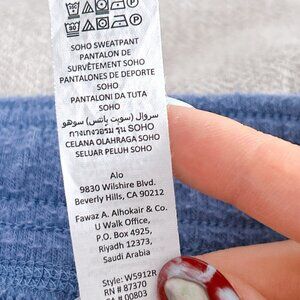 SOHO SWEATPANT
PANTALON DE
SURVÊTEMENT SOHO
PANTALONES DE DEPORTE
SOHO
PANTALONI DA TUTA
SOHO
سروال (سويت بانتس) سوهو
กางเกงวอร์ม รุ่น SOHO
CELANA OLAHRAGA SOHO
SELUAR PELUH SOHO
Alo
9830 Wilshire Blvd.
Beverly Hills, CA 90212
Fawaz A. Alhokair & Co.
U Walk Office,
P.O. Box 4925,
Riyadh 12373,
Saudi Arabia
Style: W5912R
RN # 87370
CA # 00803